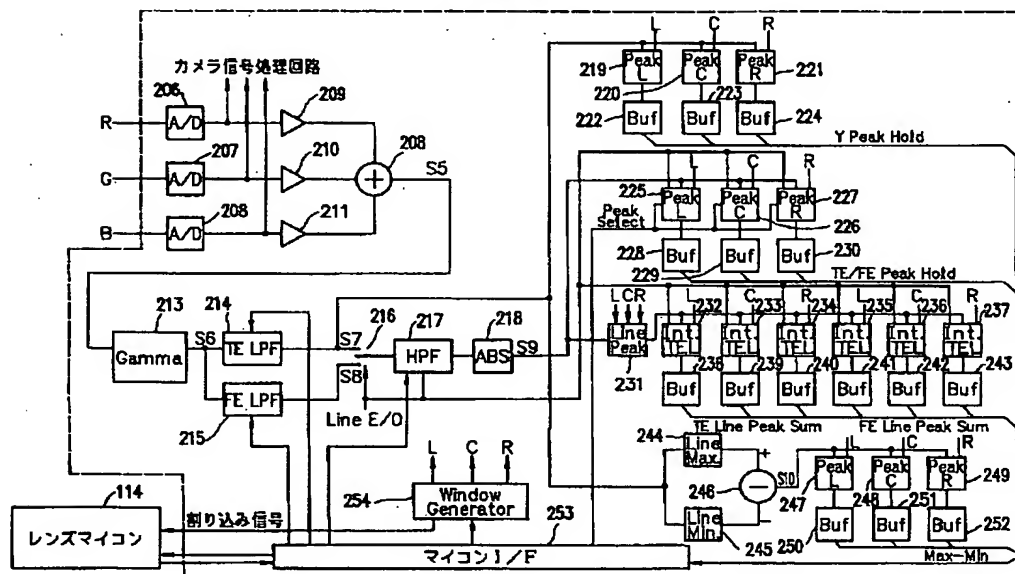 L C R
カメラ信号処理回路
206 209 219 Peak L 220 Peak C Peak R 221
R A/D 222 Buf 223 Buf Buf 224
207 210 208
G A/D + S5 Y Peak Hold
208 211 L C R
B A/D 225 Peak L Peak C Peak R 227
Peak Select 226
228 Buf 229 Buf Buf 230
TE/FE Peak Hold
213 214 216 217 218
Gamma S6 TE LPF S7 HPF ABS S9
FE LPF S8
215 Line E/O
LCR L C R L C R
Line Peak 232 233 234 235 236 237
231 Int TEL Int TEL Int TEL Int TEL Int TEL Int TEL
238 239 240 241 242 243
Buf Buf Buf Buf Buf Buf
TE Line Peak Sum FE Line Peak Sum
L C R
244 Line Max. +
246 − S10 L C R
247 Peak L 248 Peak C Peak R 249
245 Line Min. −
250 Buf 251 Buf Buf 252
Max-Min
254 Window Generator
114 割り込み信号 253
レンズマイコン マイコン I/F